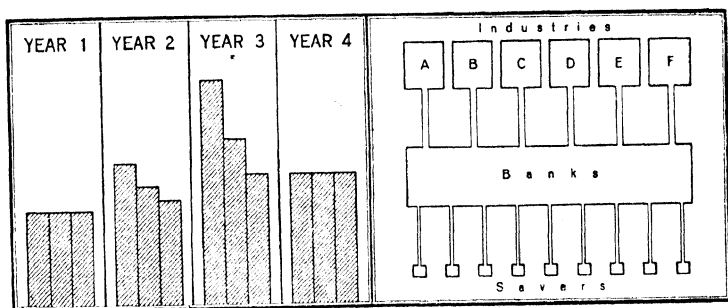 YEAR 1 YEAR 2 YEAR 3 YEAR 4
Industries
A B C D E F
Banks
Savers